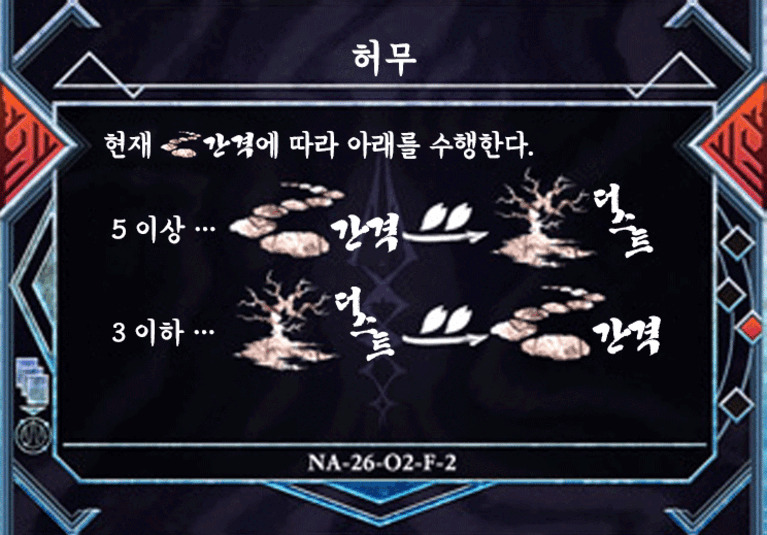 허무
현재 간격에 따라 아래를 수행한다.
5 이상 … 간격 더스트
3 이하 … 더스트 간격
NA-26-O2-F-2